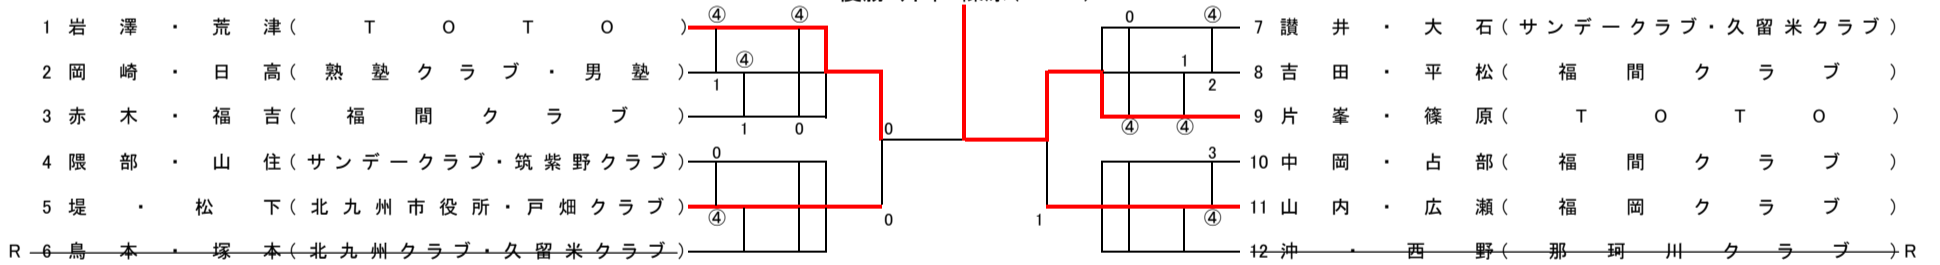 ④ ④ 0 ④
1 岩澤・荒津(TOTO) 7 讃井・大石(サンデークラブ・久留米クラブ)
④ 1
2 岡崎・日高(熟塾クラブ・男塾) 8 吉田・平松(福間クラブ)
1 2
3 赤木・福吉(福間クラブ) 9 片峯・篠原(TOTO)
1 0 0 ④ ④
0 3
4 隈部・山住(サンデークラブ・筑紫野クラブ) 10 中岡・占部(福間クラブ)
5 堤・松下(北九州市役所・戸畑クラブ) 11 山内・広瀬(福岡クラブ)
④ 0 1 ④
R 6 鳥本・塚本(北九州クラブ・久留米クラブ) 12 沖・西野(那珂川クラブ) R